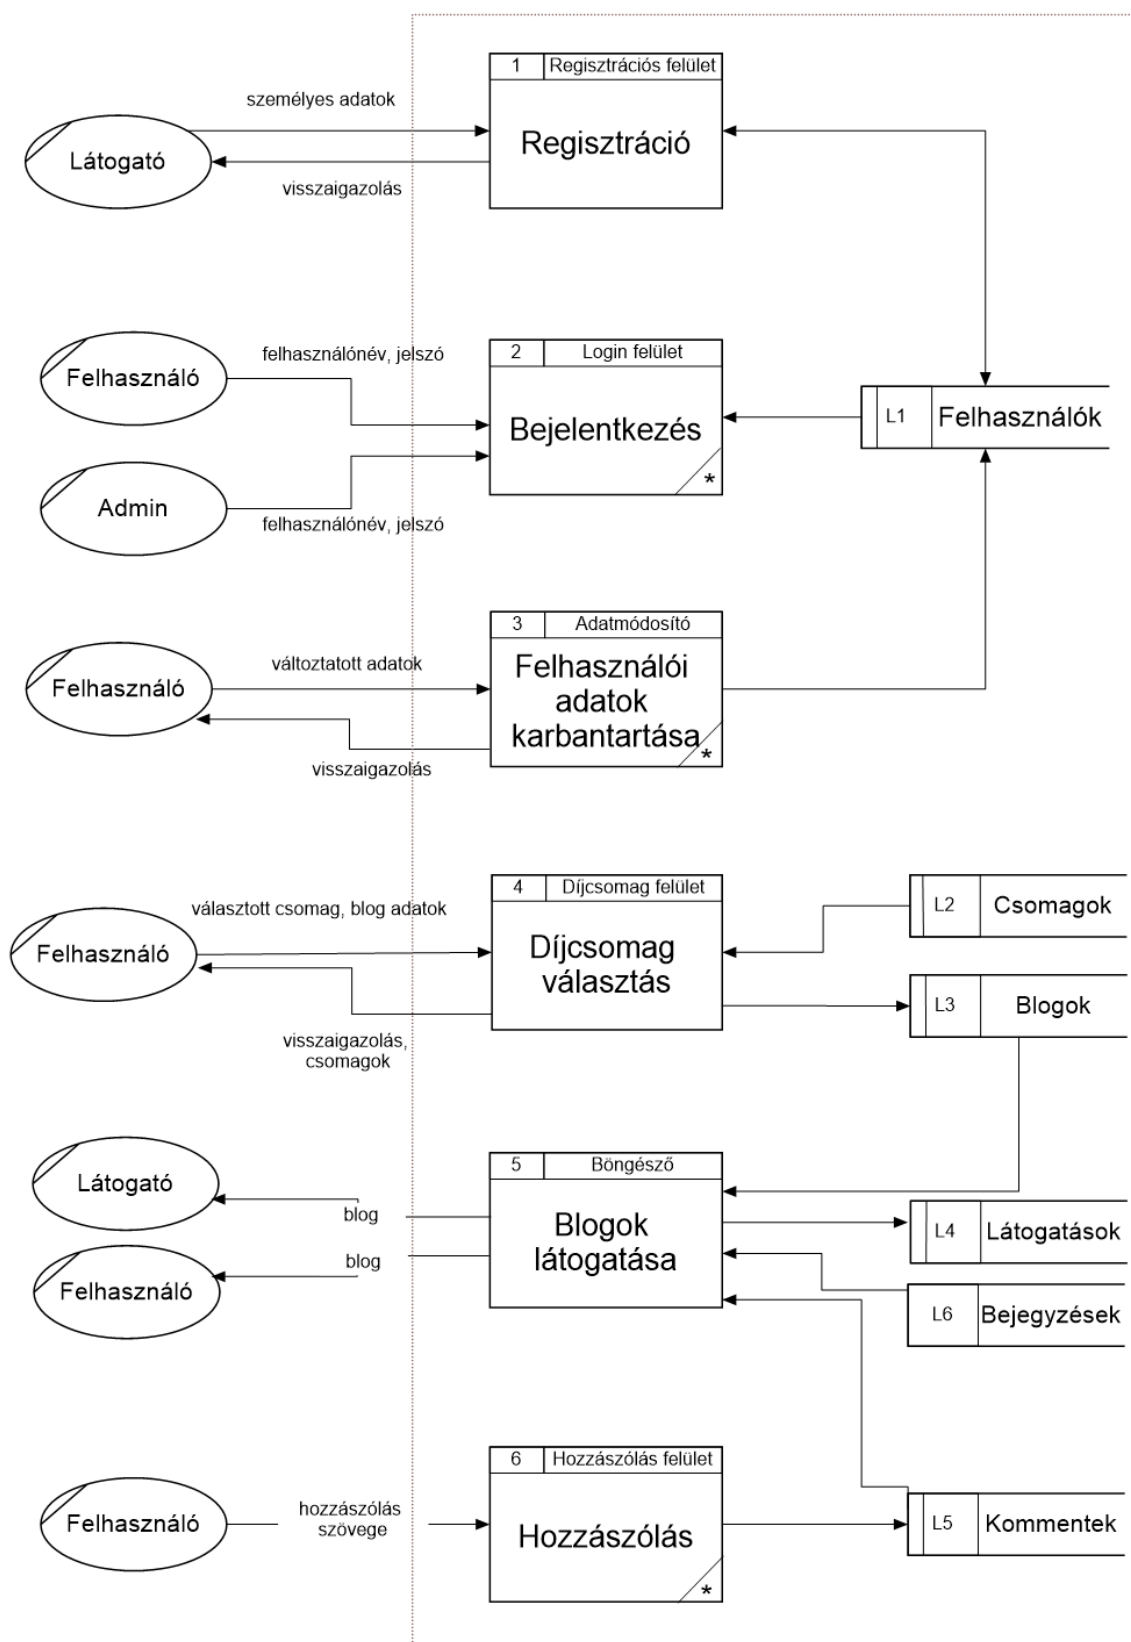 1 Regisztrációs felület
személyes adatok
Látogató
Regisztráció
visszaigazolás
2 Login felület
felhasználónév, jelszó
Felhasználó
Bejelentkezés
L1 Felhasználók
Admin
felhasználónév, jelszó
3 Adatmódosító
változtatott adatok
Felhasználó
Felhasználói
adatok
karbantartása
*
*
visszaigazolás
4 Díjcsomag felület
választott csomag, blog adatok
Felhasználó
Díjcsomag
választás
L2 Csomagok
L3 Blogok
visszaigazolás,
csomagok
5 Böngésző
Látogató
blog
Blogok
látogatása
L4 Látogatások
blog
Felhasználó
L6 Bejegyzések
6 Hozzászólás felület
hozzászólás
szövege
Felhasználó
Hozzászólás
*
L5 Kommentek